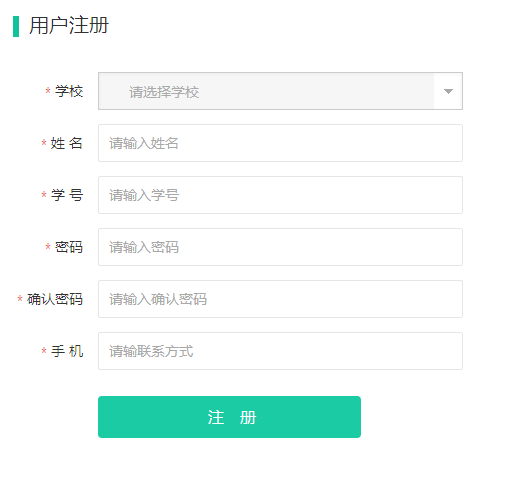 用户注册
* 学校 请选择学校
* 姓 名 请输入姓名
* 学 号 请输入学号
* 密码 请输入密码
* 确认密码 请输入确认密码
* 手 机 请输联系方式
注 册